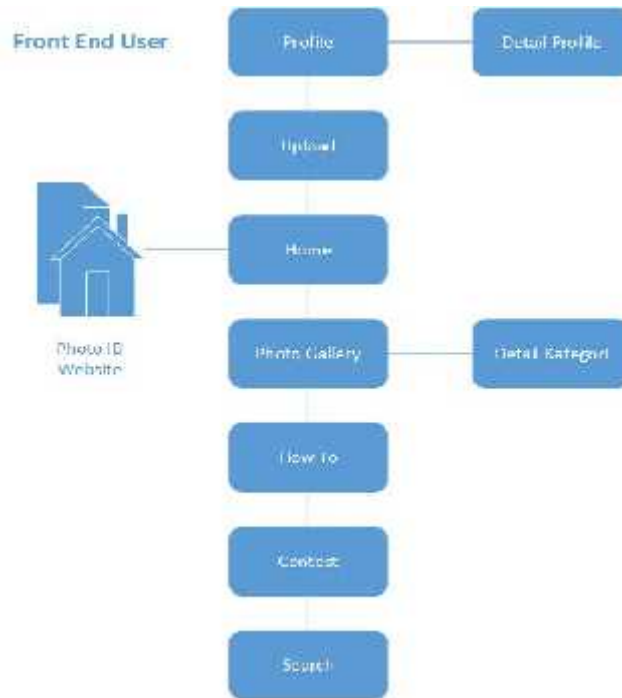 Front End User
Profile
Detail Profile
Upload
Home
Photo ID
Website
Photo Gallery
Detail Kategori
How To
Contest
Search